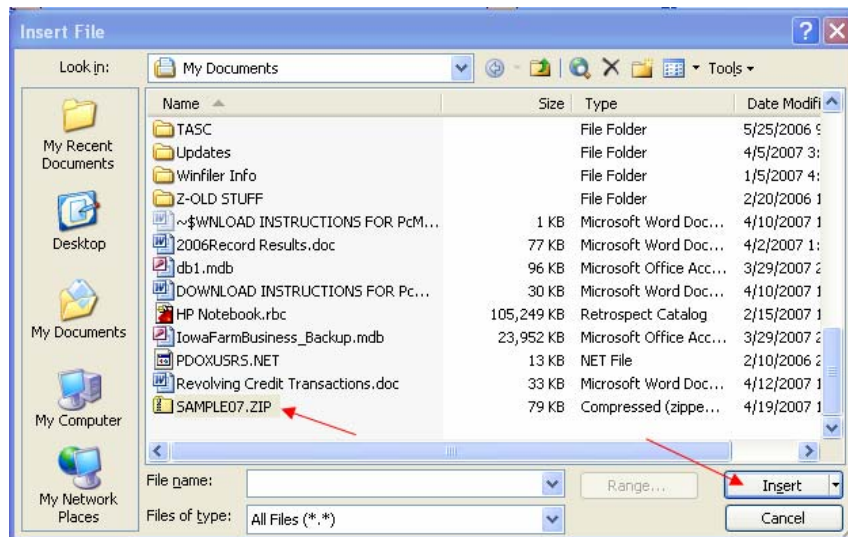 Insert File
Look in: My Documents Tools
Name Size Type Date Modifi
TASC File Folder 5/25/2006 9
Updates File Folder 4/5/2007 3:
Winfiler Info File Folder 1/5/2007 4:
Z-OLD STUFF File Folder 2/20/2006 1
~$WNLOAD INSTRUCTIONS FOR PcM... 1 KB Microsoft Word Doc... 4/10/2007 1
2006Record Results.doc 77 KB Microsoft Word Doc... 4/2/2007 1:
db1.mdb 96 KB Microsoft Office Acc... 3/29/2007 2
DOWNLOAD INSTRUCTIONS FOR Pc... 30 KB Microsoft Word Doc... 4/10/2007 1
HP Notebook.rbc 105,249 KB Retrospect Catalog 2/15/2007 1
IowaFarmBusiness_Backup.mdb 23,952 KB Microsoft Office Acc... 3/29/2007 2
PDOXUSRS.NET 13 KB NET File 2/10/2006 2
Revolving Credit Transactions.doc 33 KB Microsoft Word Doc... 4/12/2007 1
SAMPLE07.ZIP 79 KB Compressed (zippe... 4/19/2007 1
My Recent
Documents
Desktop
My Documents
My Computer
My Network
Places
File name: Range... Insert
Files of type: All Files (*.*) Cancel